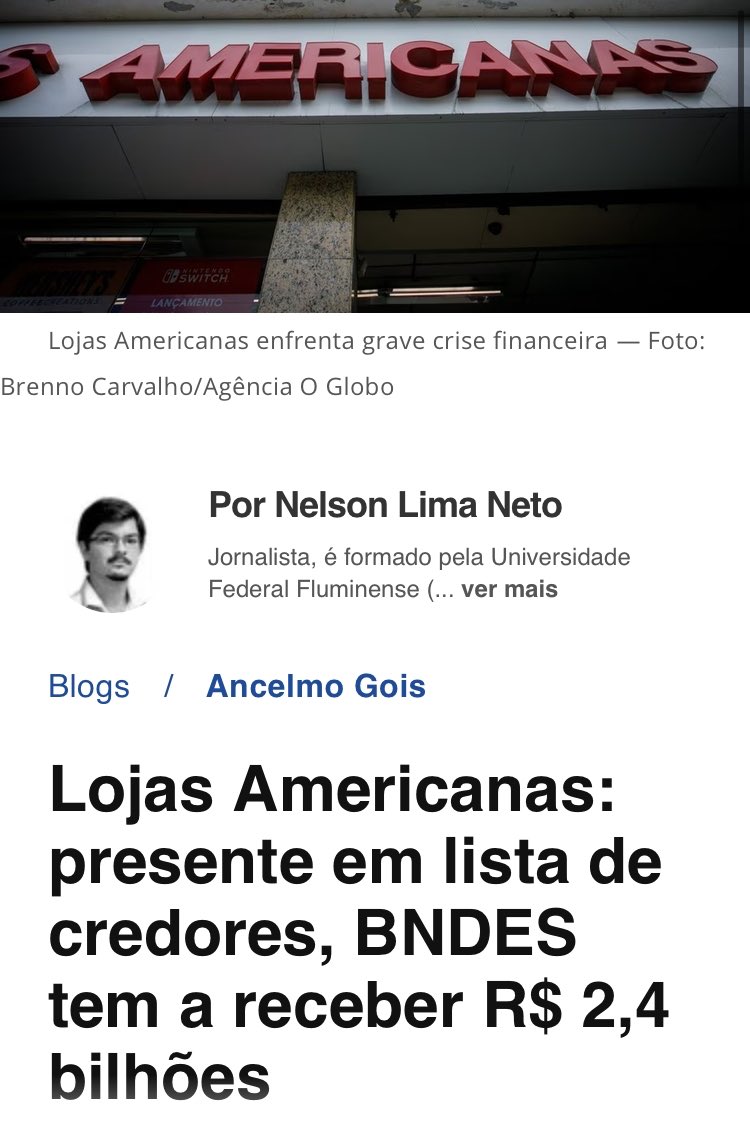 S AMERICANAS
HERSHEY'S
COFFEECREATIONS
NINTENDO
SWITCH
LANÇAMENTO
Lojas Americanas enfrenta grave crise financeira — Foto:
Brenno Carvalho/Agência O Globo
Por Nelson Lima Neto
Jornalista, é formado pela Universidade
Federal Fluminense (... ver mais
Blogs / Ancelmo Gois
Lojas Americanas:
presente em lista de
credores, BNDES
tem a receber R$ 2,4
bilhões